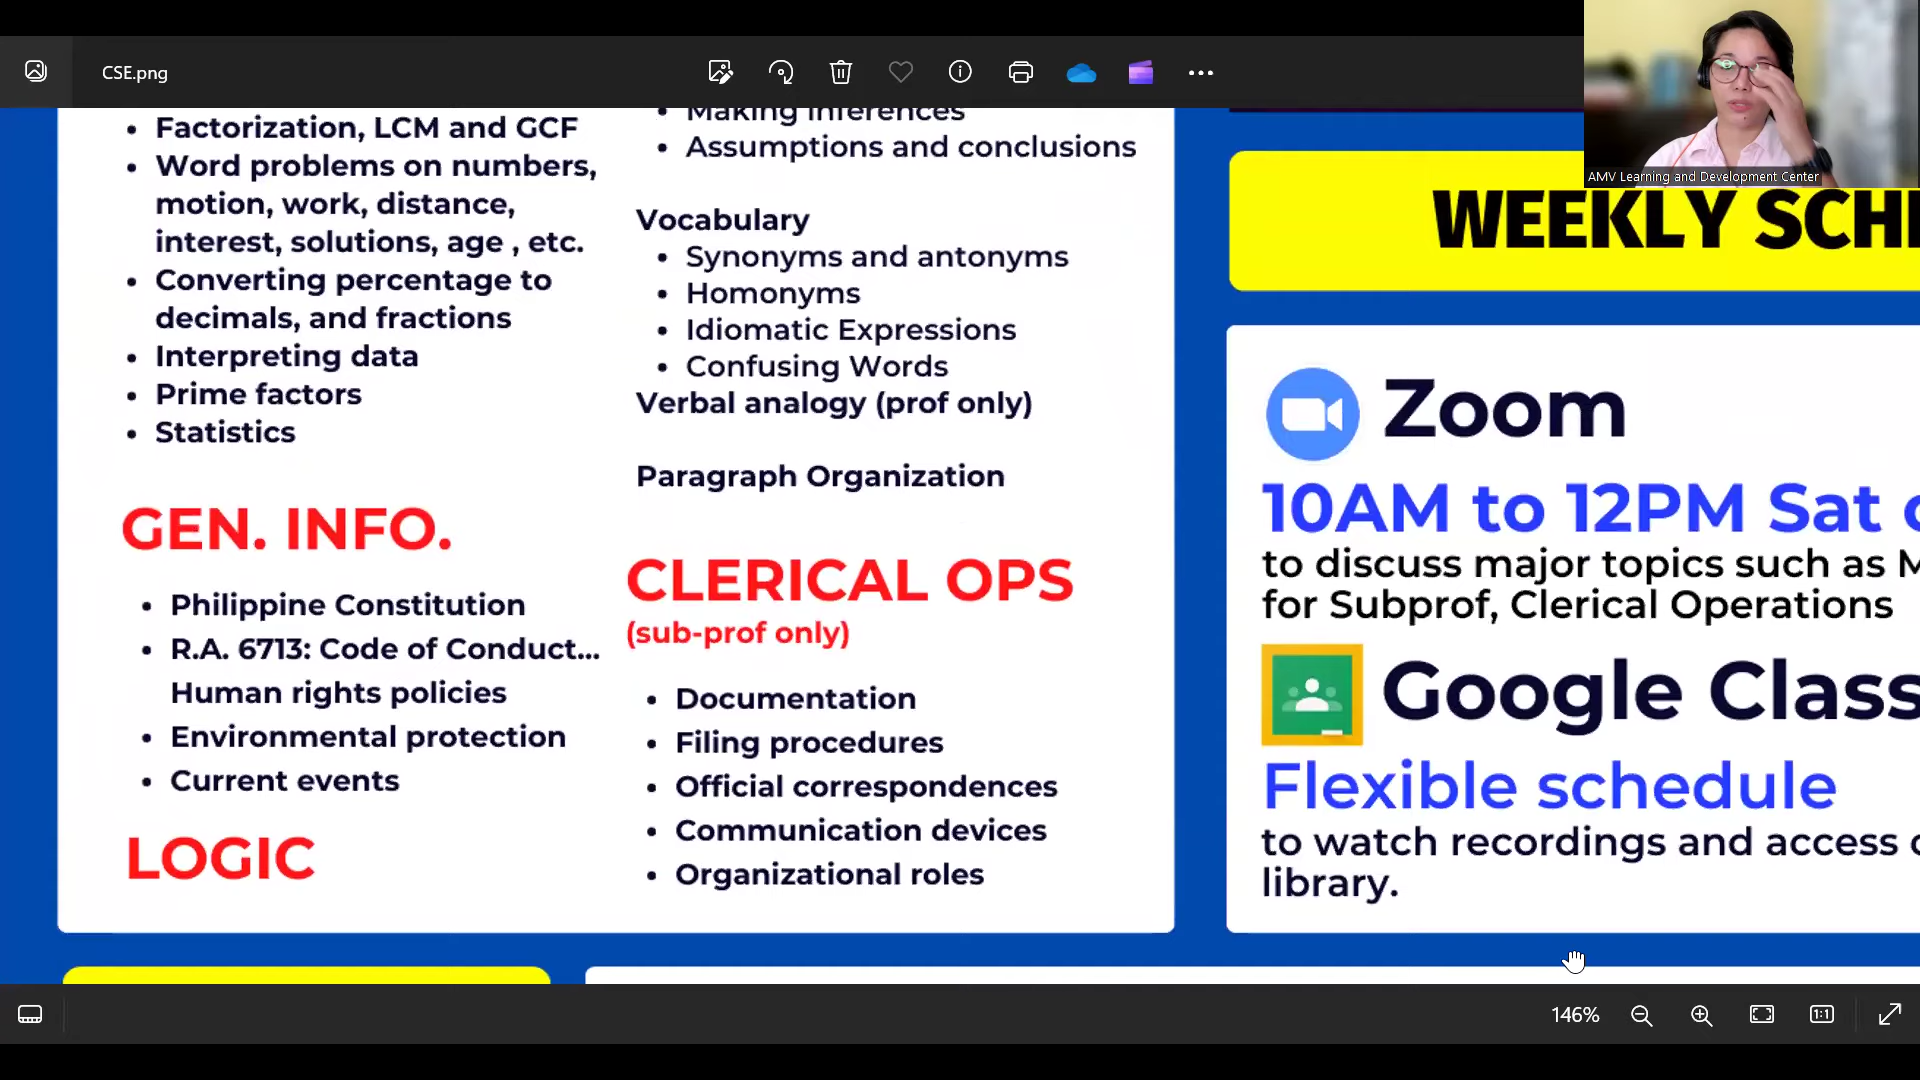 CSE.png
AMV Learning and Development Center
Factorization, LCM and GCF
Word problems on numbers,
motion, work, distance,
interest, solutions, age , etc.
Converting percentage to
decimals, and fractions
Interpreting data
Prime factors
Statistics
GEN. INFO.
Philippine Constitution
R.A. 6713: Code of Conduct...
Human rights policies
Environmental protection
Current events
LOGIC
Making Inferences
Assumptions and conclusions
Vocabulary
Synonyms and antonyms
Homonyms
Idiomatic Expressions
Confusing Words
Verbal analogy (prof only)
Paragraph Organization
CLERICAL OPS
(sub-prof only)
Documentation
Filing procedures
Official correspondences
Communication devices
Organizational roles
WEEKLY SCH
Zoom
10AM to 12PM Sat
to discuss major topics such as M
for Subprof, Clerical Operations
Google Class
Flexible schedule
to watch recordings and access
library.
146%
1:1